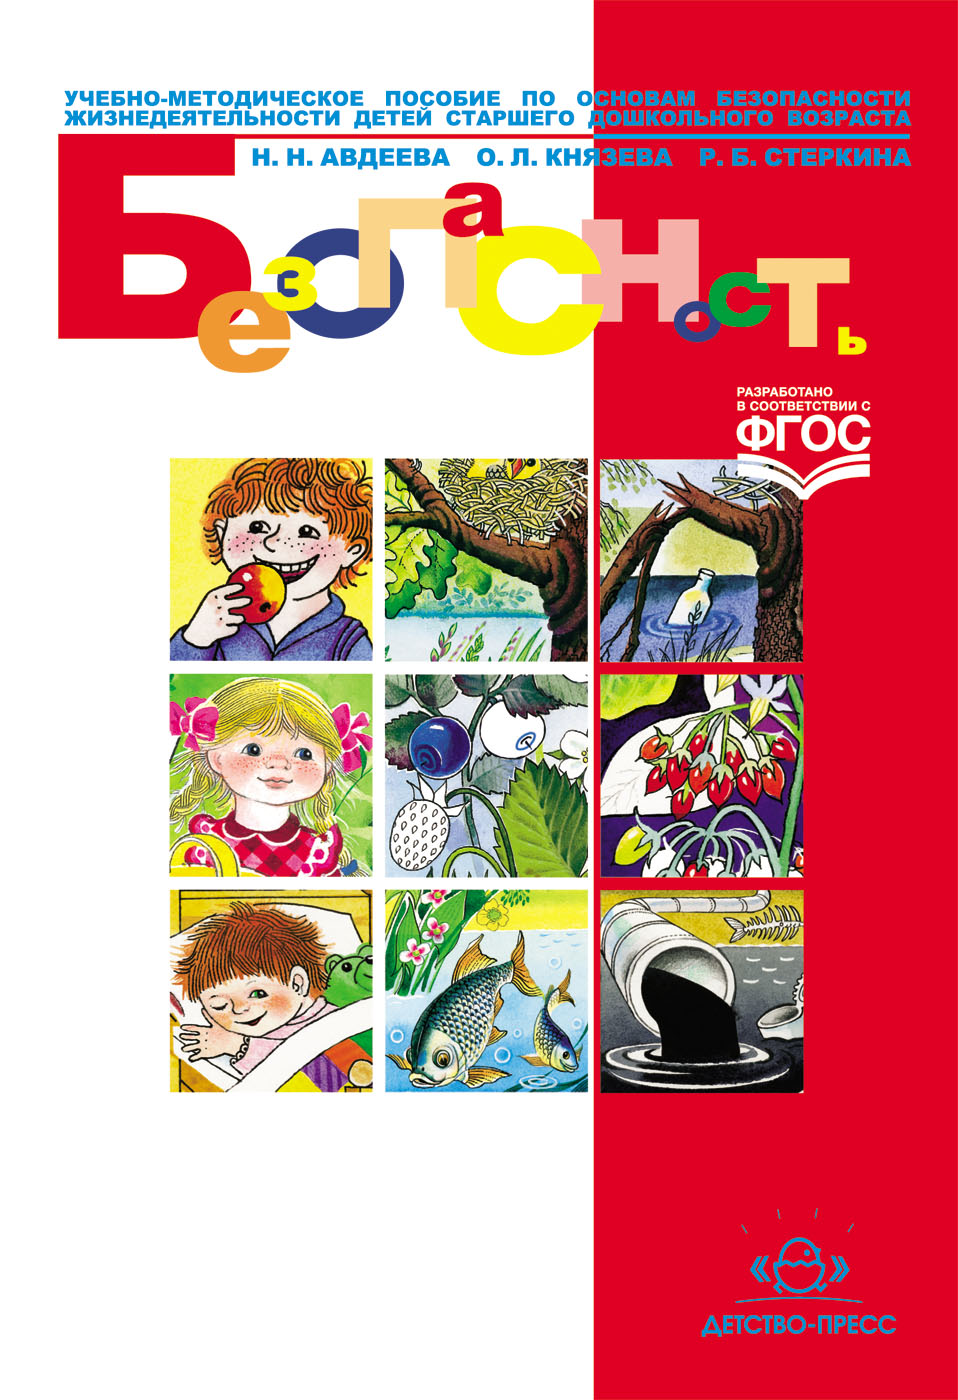 УЧЕБНО-МЕТОДИЧЕСКОЕ ПОСОБИЕ ПО ОСНОВАМ БЕЗОПАСНОСТИ
ЖИЗНЕДЕЯТЕЛЬНОСТИ ДЕТЕЙ СТАРШЕГО ДОШКОЛЬНОГО ВОЗРАСТА
Н. Н. АВДЕЕВА О. Л. КНЯЗЕВА Р. Б. СТЕРКИНА
БезОПаСНостЬ
РАЗРАБОТАНО
В СООТВЕТСТВИИ С
ФГОС
ДЕТСТВО-ПРЕСС